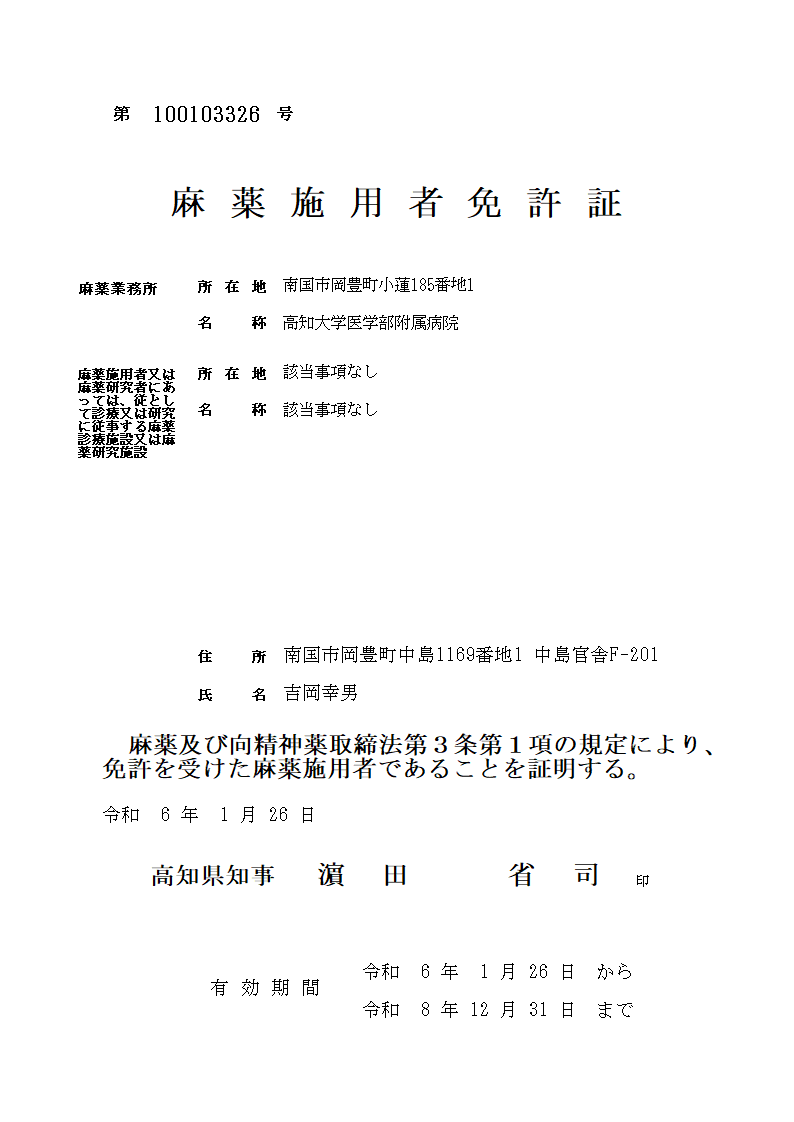 第 100103326 号
麻薬施用者免許証
麻薬業務所 所在地 南国市岡豊町小蓮185番地1
名称 高知大学医学部附属病院
麻薬施用者又は
麻薬研究者にあ
っては、従とし
て診療又は研究
に従事する麻薬
診療施設又は麻
薬研究施設
所在地 該当事項なし
名称 該当事項なし
住所 南国市岡豊町中島1169番地1 中島官舎F-201
氏名 吉岡幸男
麻薬及び向精神薬取締法第3条第1項の規定により、
免許を受けた麻薬施用者であることを証明する。
令和 6 年 1 月 26 日
高知県知事 濵田 省司 印
有効期間
令和 6 年 1 月 26 日 から
令和 8 年 12 月 31 日 まで